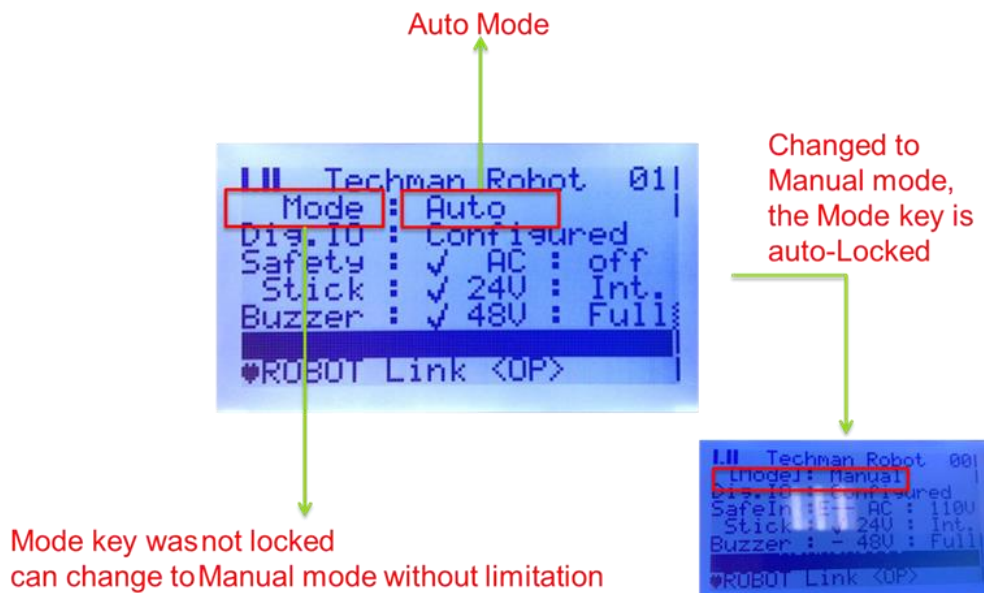 Auto Mode
Techman Robot 01
Mode : Auto
Dig.IO : Configured
Safety : ✓ AC : off
Stick : ✓ 24V : Int.
Buzzer : ✓ 48V : Full
♥ROBOT Link <OP>
Changed to
Manual mode,
the Mode key is
auto-Locked
Techman Robot 00
[Mode]: Manual
Dig.IO : Configured
SafeIn : E-- AC : 110V
Stick : ✓ 24V : Int.
Buzzer : - 48V : Full
♥ROBOT Link <OP>
Mode key was not locked
can change to Manual mode without limitation